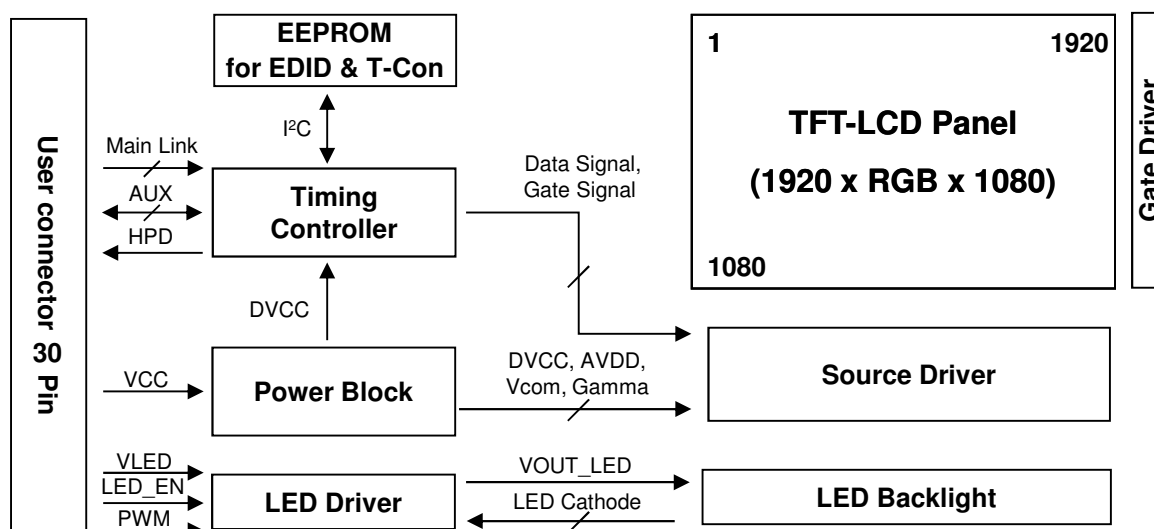 EEPROM
for EDID & T-Con
I²C
User connector 30 Pin
Main Link
AUX
HPD
Timing
Controller
Data Signal,
Gate Signal
1
1920
TFT-LCD Panel
(1920 x RGB x 1080)
1080
Gate Driver
DVCC
VCC
Power Block
DVCC, AVDD,
Vcom, Gamma
Source Driver
VLED
LED_EN
PWM
LED Driver
VOUT_LED
LED Cathode
LED Backlight